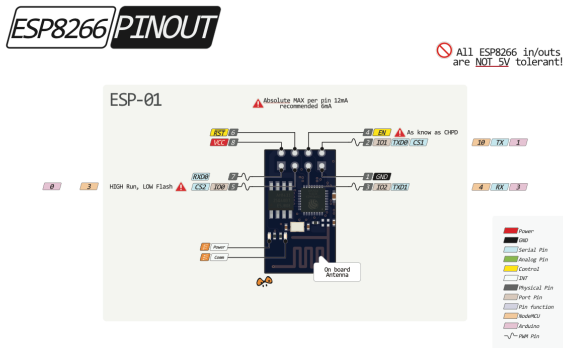 ESP8266 PINOUT
All ESP8266 in/outs
are NOT 5V tolerant!
ESP-01
Absolute MAX per pin 12mA
recommended 6mA
RST 6
4 EN As know as CHPD
VCC 8
2 IO1 TXD0 CS1
10 TX 1
RXD0 7
1 GND
0 3 HIGH Run, LOW Flash CS2 IO0 5
3 IO2 TXD1
4 RX 3
Power
Comm
On board
Antenna
Power
GND
Serial Pin
Analog Pin
Control
INT
Physical Pin
Port Pin
Pin function
NodeMCU
Arduino
PWM Pin